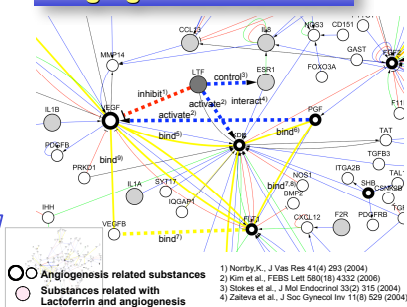 CCL13 IL8 NOS3 CD151
MMP14 GAST FGF2
LTF control3) ESR1 FOXO3A
inhibit1) activate2) interact4)
IL1B VEGF activate2) PGF F11
PDGFB bind5) KDR bind6) TAT
bind9) TGFB3
PRKD1 ITGA2B TAL
IL1A SYT17 NOS1 SHB
bind7,8) DMP2
IHH IQGAP1 PDGFRB
VEGFB bind7) FLT1 CXCL12 F2R
Angiogenesis related substances
Substances related with
Lactoferrin and angiogenesis
1) Norrby,K., J Vas Res 41(4) 293 (2004)
2) Kim et al., FEBS Lett 580(18) 4332 (2006)
3) Stokes et al., J Mol Endocrinol 33(2) 315 (2004)
4) Zaiteva et al., J Soc Gynecol Inv 11(8) 529 (2004)